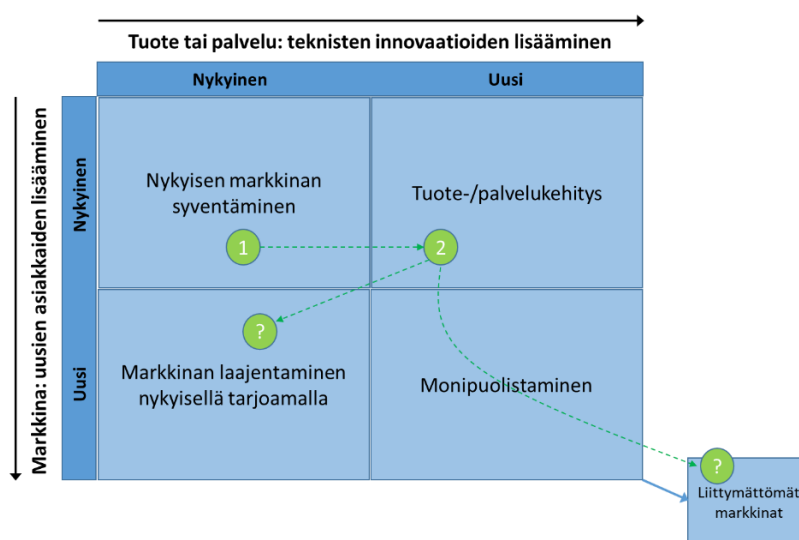 Tuote tai palvelu: teknisten innovaatioiden lisääminen
Nykyinen
Uusi
Markkina: uusien asiakkaiden lisääminen
Nykyinen
Nykyisen markkinan
syventäminen
1
Tuote-/palvelukehitys
2
Uusi
?
Markkinan laajentaminen
nykyisellä tarjoamalla
Monipuolistaminen
?
Liittymättömät
markkinat